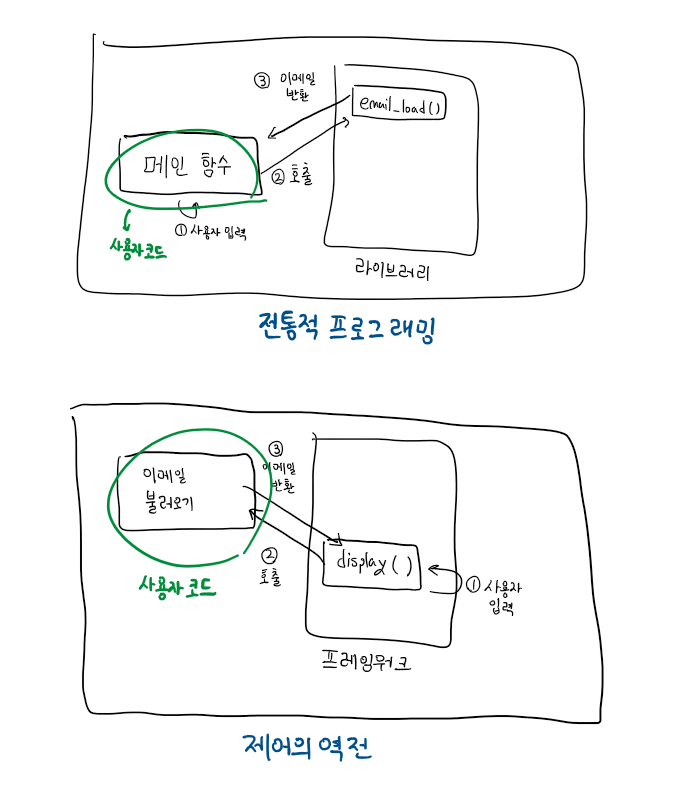 ③ 이메일
반환
email_load()
메인 함수
② 호출
① 사용자 입력
사용자코드
라이브러리
전통적 프로그래밍
③
이메일
반환
이메일
불러오기
display()
②
호출
① 사용자
입력
사용자코드
프레임워크
제어의 역전